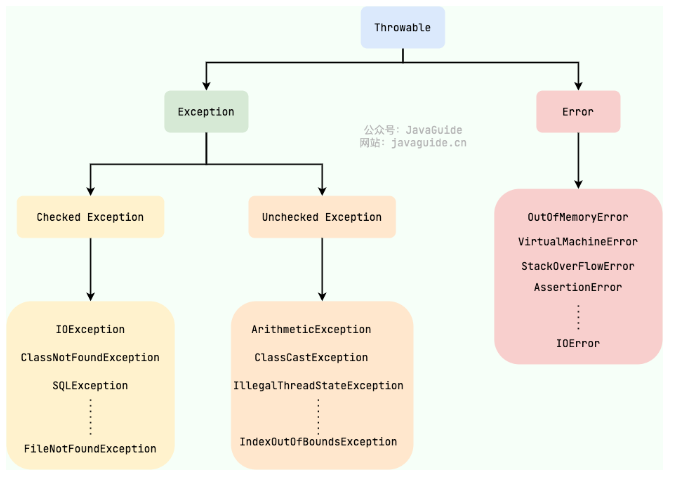 Throwable
Exception
Error
公众号：JavaGuide
网站：javaguide.cn
Checked Exception
Unchecked Exception
OutOfMemoryError
VirtualMachineError
StackOverFlowError
AssertionError
IOError
IOException
ClassNotFoundException
SQLException
FileNotFoundException
ArithmeticException
ClassCastException
IllegalThreadStateException
IndexOutOfBoundsException